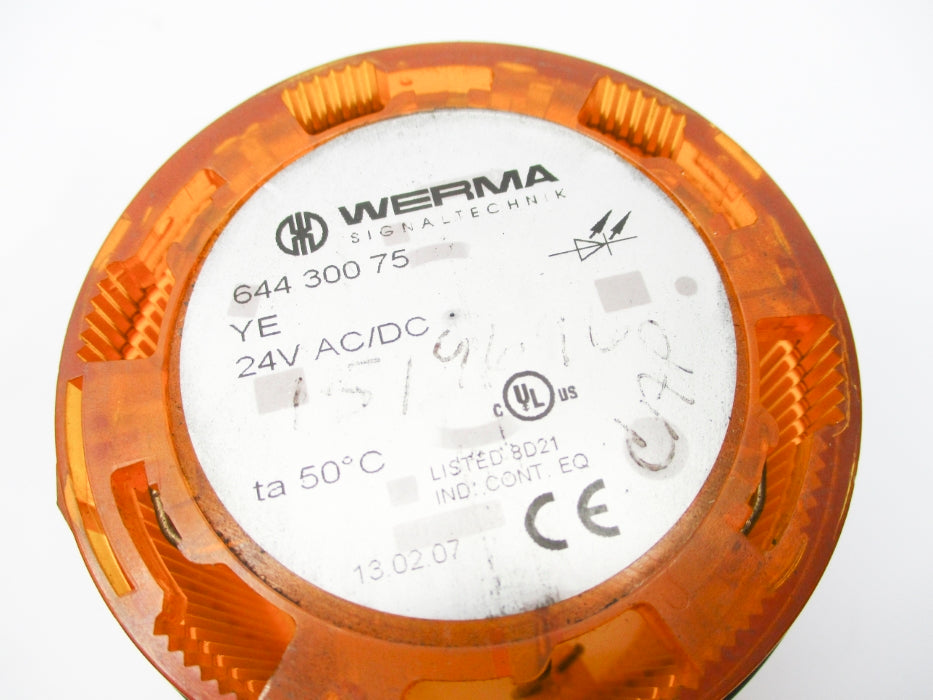 WERMA
SIGNALTECHNIK
644 300 75
YE
24V AC/DC
C UL US
ta 50°C
LISTED 8D21
IND. CONT. EQ
CE
13.02.07